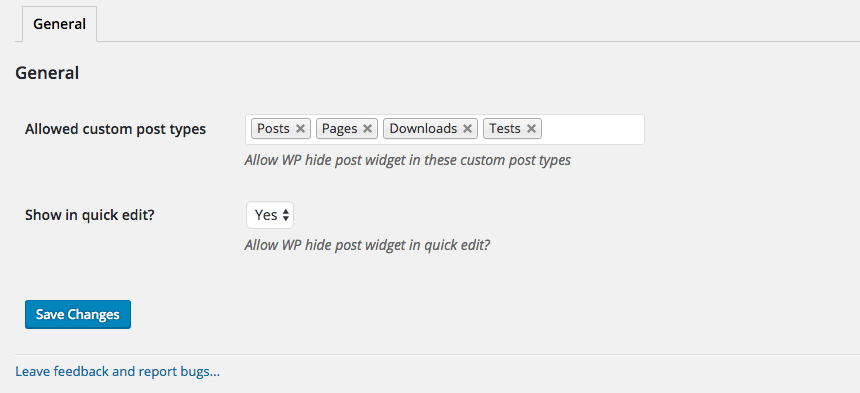 General
General
Allowed custom post types
Posts × Pages × Downloads × Tests ×
Allow WP hide post widget in these custom post types
Show in quick edit?
Yes
Allow WP hide post widget in quick edit?
Save Changes
Leave feedback and report bugs...